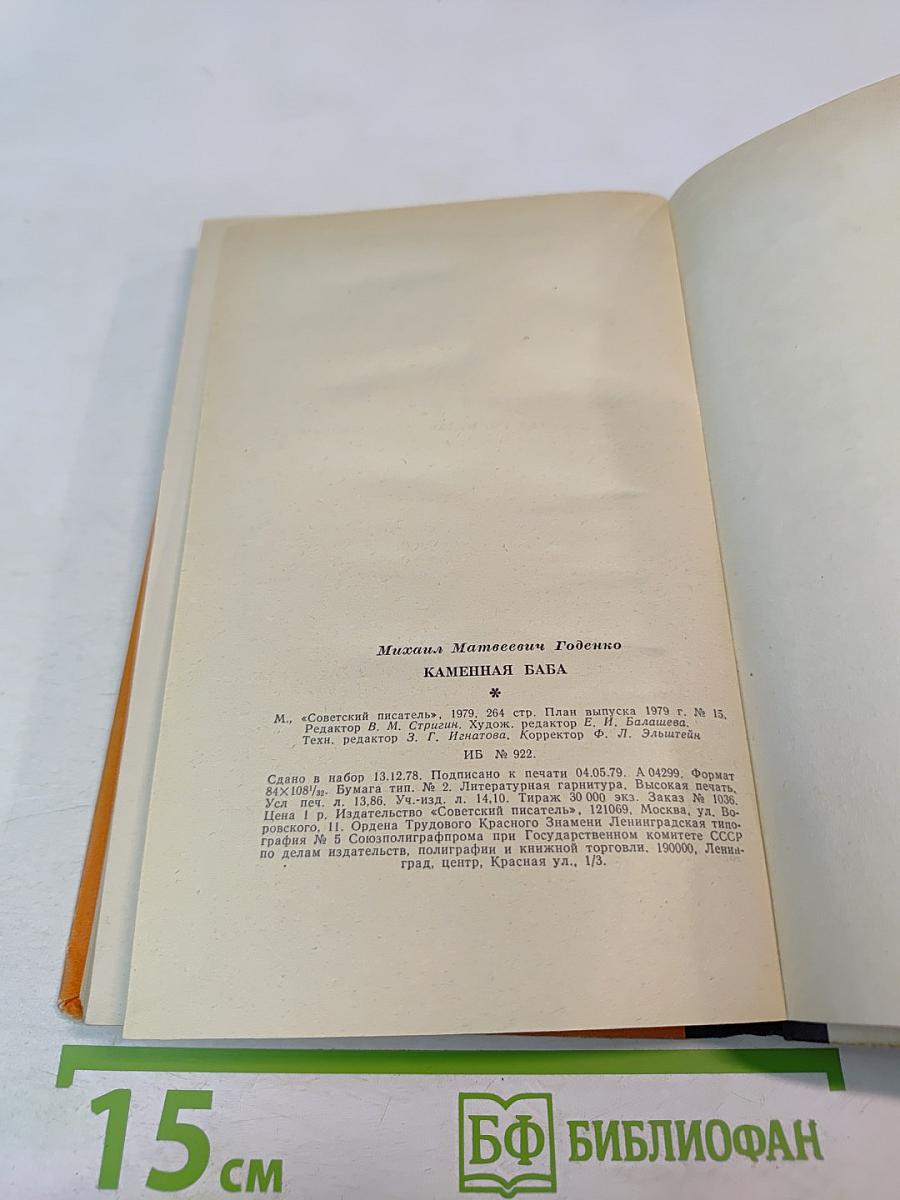 Михаил Матвеевич Годенко
КАМЕННАЯ БАБА
*
М., «Советский писатель», 1979, 264 стр. План выпуска 1979 г. № 15.
Редактор В. М. Стригин. Худож. редактор Е. И. Балашева.
Техн. редактор З. Г. Игнатова. Корректор Ф. Л. Эльштейн
ИБ № 922.
Сдано в набор 13.12.78. Подписано к печати 04.05.79. А 04299. Формат
84×108¹/₃₂. Бумага тип. № 2. Литературная гарнитура. Высокая печать.
Усл печ. л. 13,86. Уч.-изд. л. 14,10. Тираж 30 000 экз. Заказ № 1036.
Цена 1 р. Издательство «Советский писатель», 121069, Москва, ул. Во-
ровского, 11. Ордена Трудового Красного Знамени Ленинградская типо-
графия № 5 Союзполиграфпрома при Государственном комитете СССР
по делам издательств, полиграфии и книжной торговли. 190000, Ленин-
град, центр, Красная ул., 1/3.
15 см
БФ БИБЛИОФАН